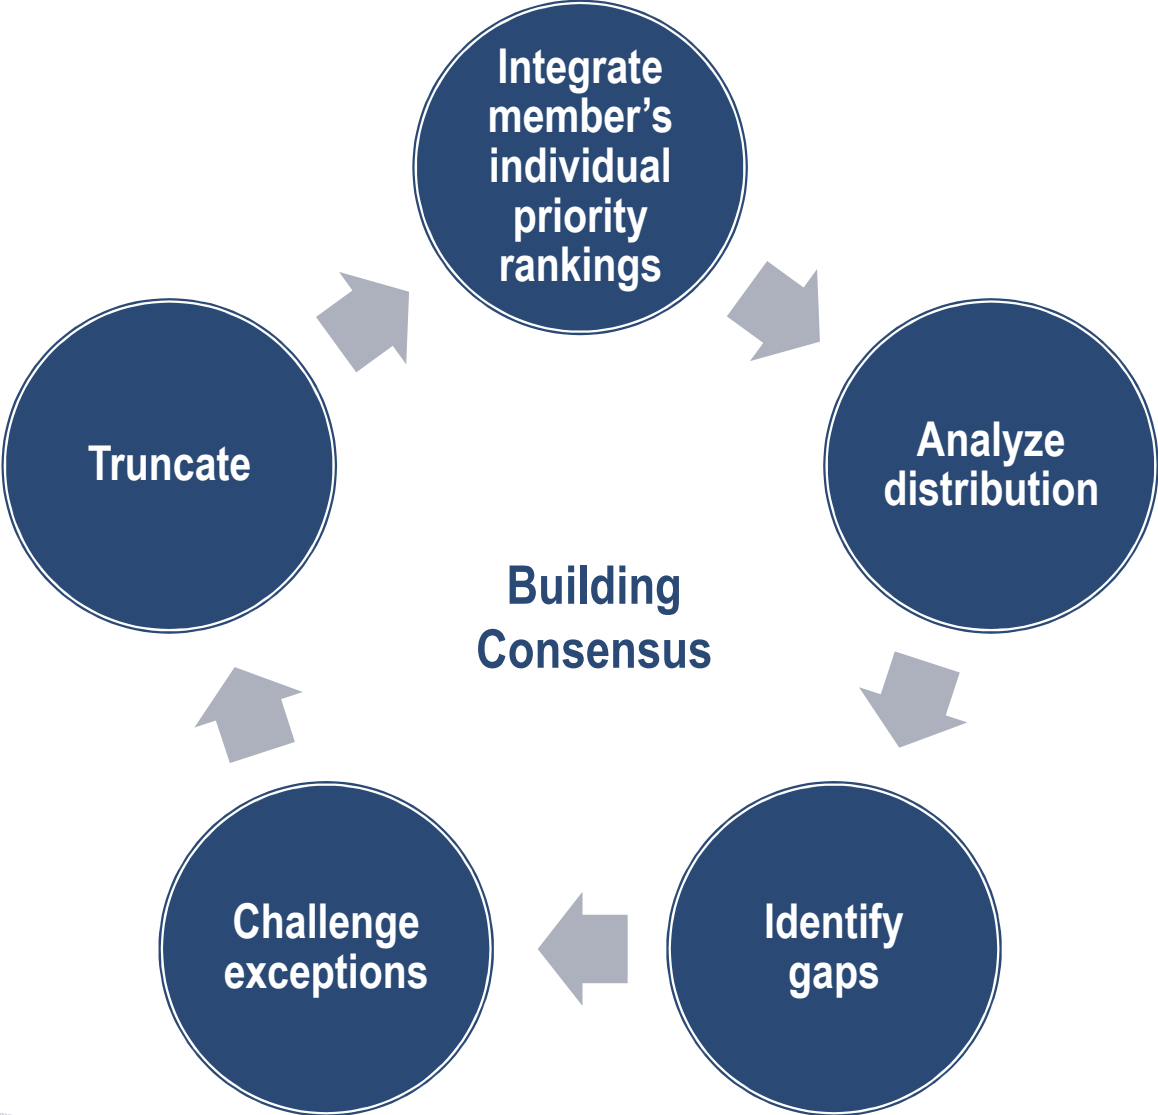 Integrate
member’s
individual
priority
rankings
Analyze
distribution
Identify
gaps
Challenge
exceptions
Truncate
Building
Consensus